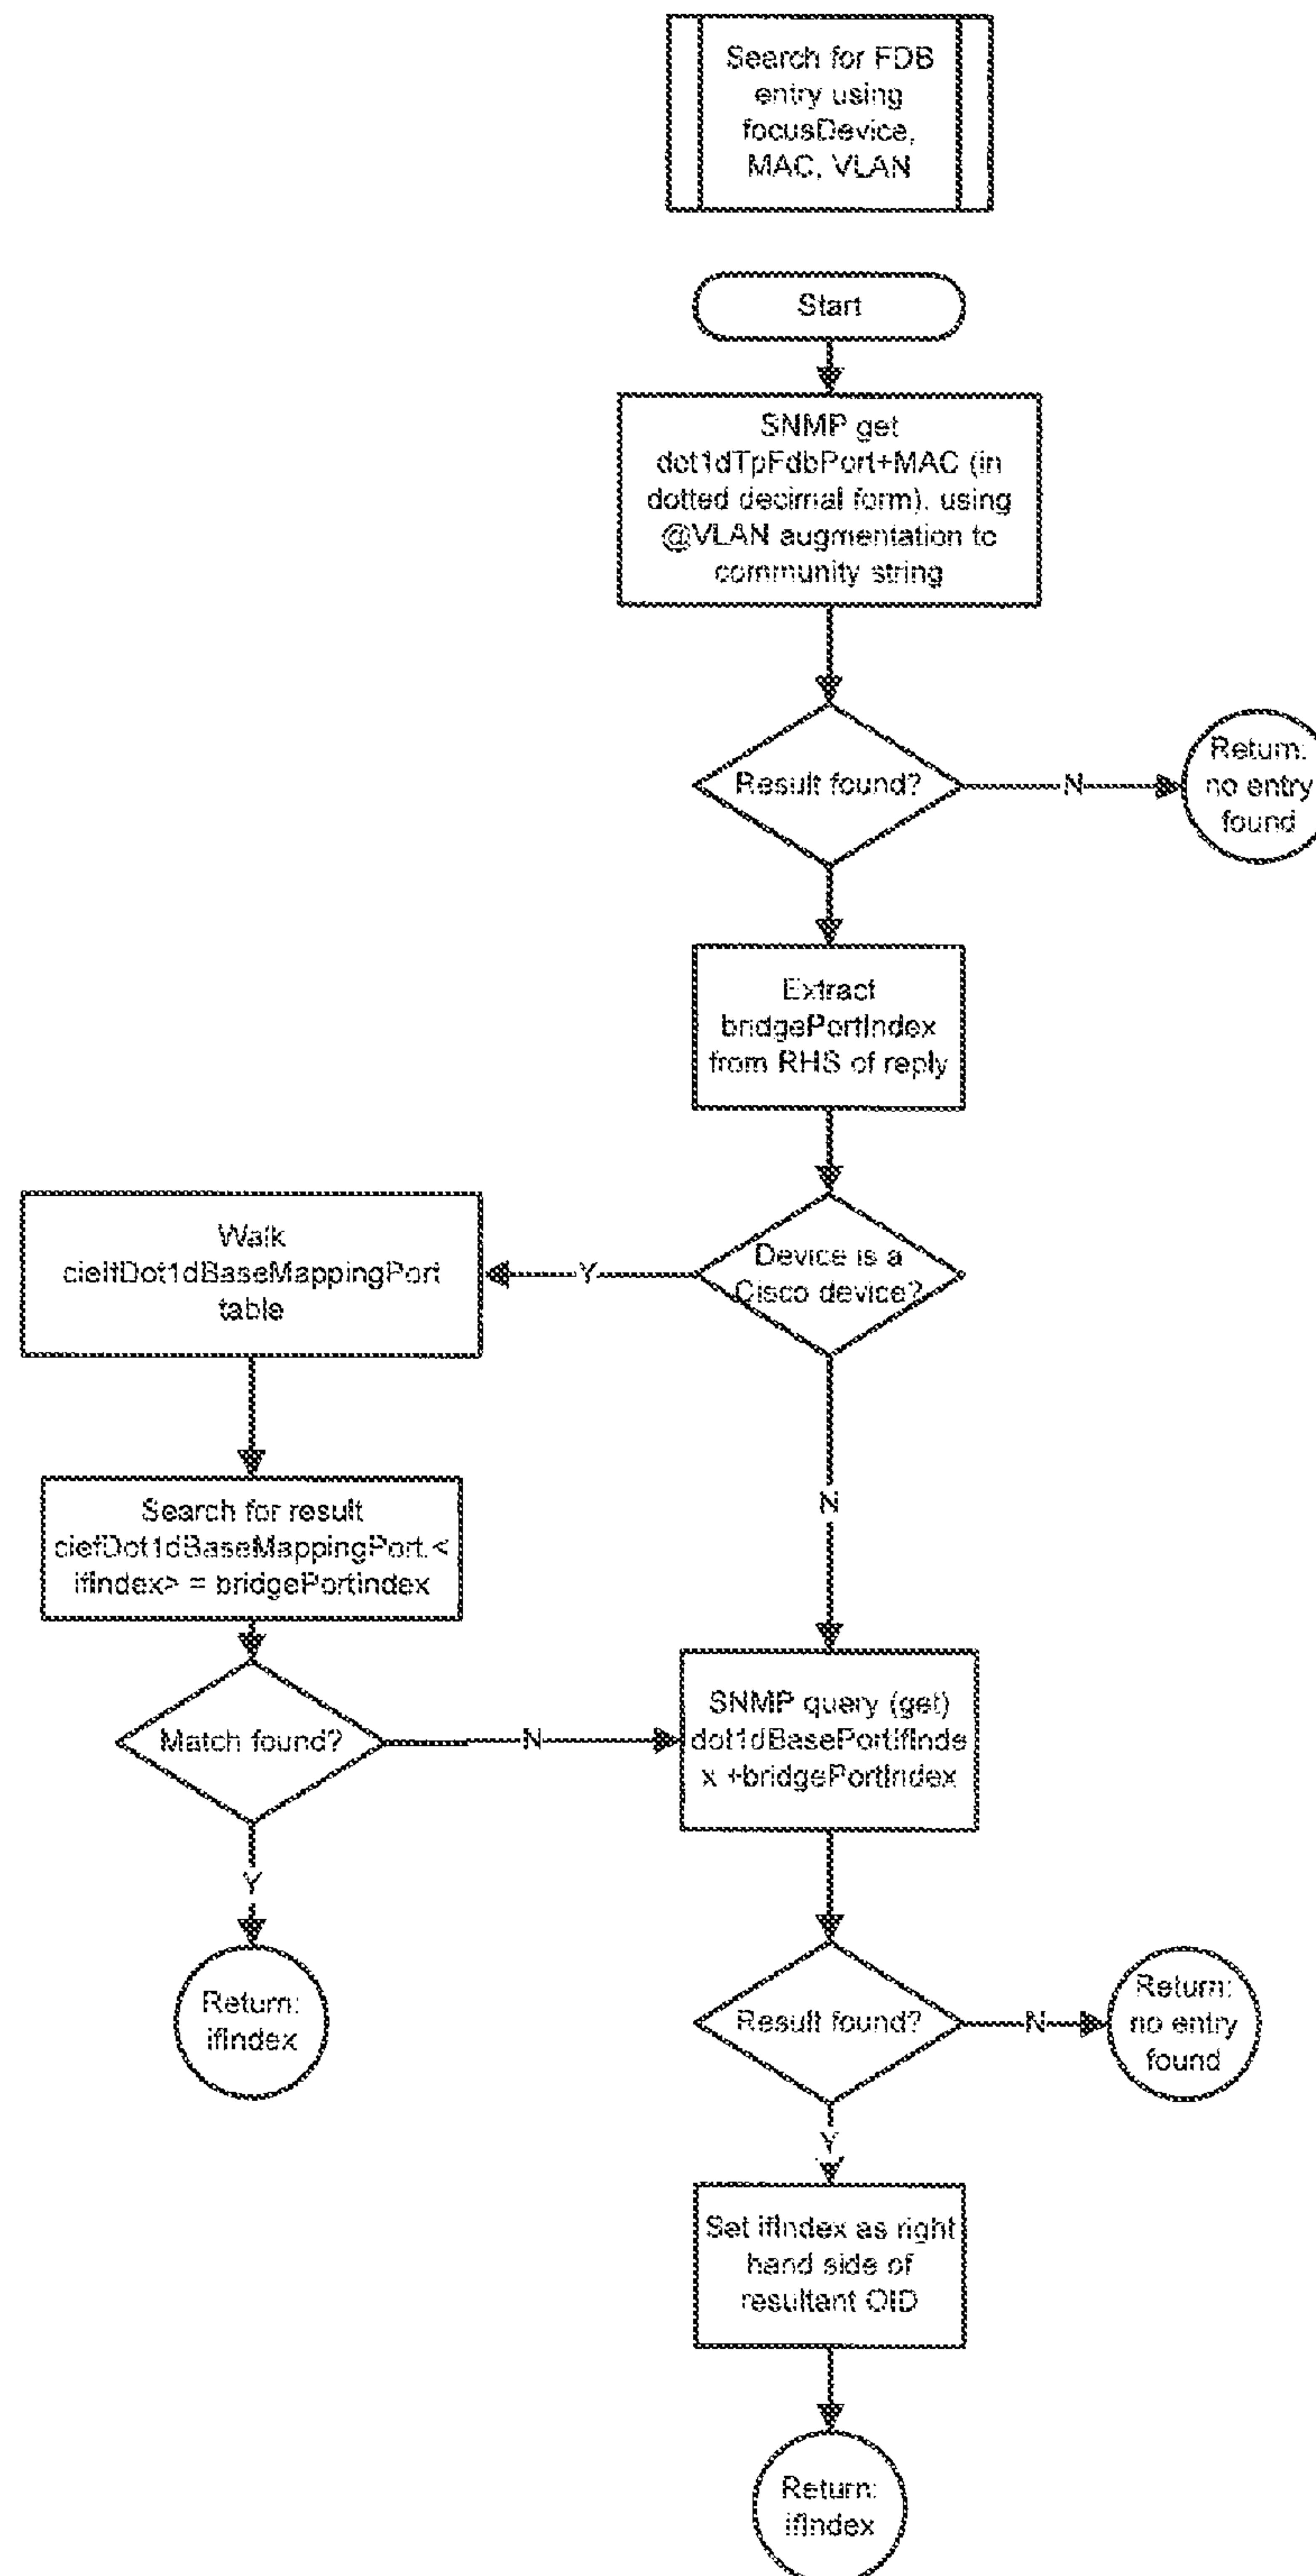 Search for FDB
entry using
focusDevice,
MAC, VLAN
Start
SNMP get
dot1dTpFdbPort+MAC (in
dotted decimal form), using
@VLAN augmentation to
community string
Result found?
N
Return:
no entry
found
Extract
bridgePortIndex
from RHS of reply
Device is a
Cisco device?
Y
Walk
cieIfDot1dBaseMappingPort
table
N
Search for result
ciefDot1dBaseMappingPort.<
ifIndex> = bridgePortIndex
Match found?
N
SNMP query (get)
dot1dBasePortIfInde
x +bridgePortIndex
Y
Return:
ifIndex
Result found?
N
Return:
no entry
found
Y
Set ifIndex as right
hand side of
resultant OID
Return:
ifIndex